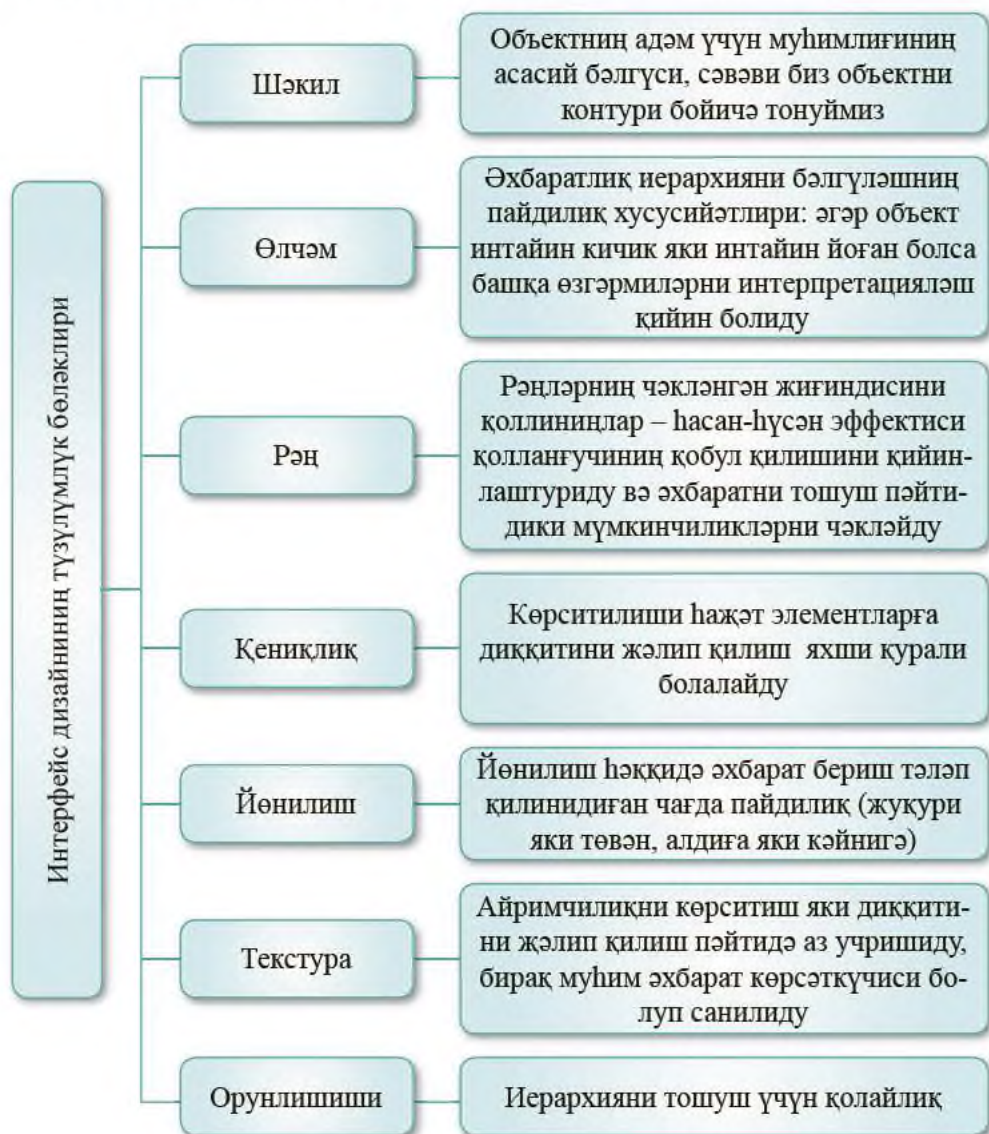 Интерфейс дизайниниң түзүлүмлүк бөләклири
Шәкил
Объектниң адәм үчүн муһимлиғиниң
асасий бәлгүси, сәвәви биз объектни
контури бойичә тонуймиз
Өлчәм
Әхбаратлиқ иерархияни бәлгүләшниң
пайдилиқ хусусийәтлири: әгәр объект
интайин кичик яки интайин йоған болса
башқа өзгәрмиләрни интерпретацияләш
қийин болиду
Рәң
Рәңләрниң чәкләнгән жиғиндисини
қоллиниңлар – һасан-һүсән эффектиси
қолланғучиниң қобул қилишини қийин-
лаштуриду вә әхбаратни тошуш пәйти-
дики мүмкинчиликләрни чәкләйду
Қениқлиқ
Көрситилиши һаҗәт элементларға
диққитини җәлип қилиш яхши қурали
болалайду
Йөнилиш
Йөнилиш һәққидә әхбарат бериш тәләп
қилинидиған чағда пайдилиқ (жуқури
яки төвән, алдиға яки кәйнигә)
Текстура
Айримчилиқни көрситиш яки диққити-
ни җәлип қилиш пәйтидә аз учришиду,
бирақ муһим әхбарат көрсәткүчиси бо-
луп санилиду
Орунлишиши
Иерархияни тошуш үчүн қолайлиқ